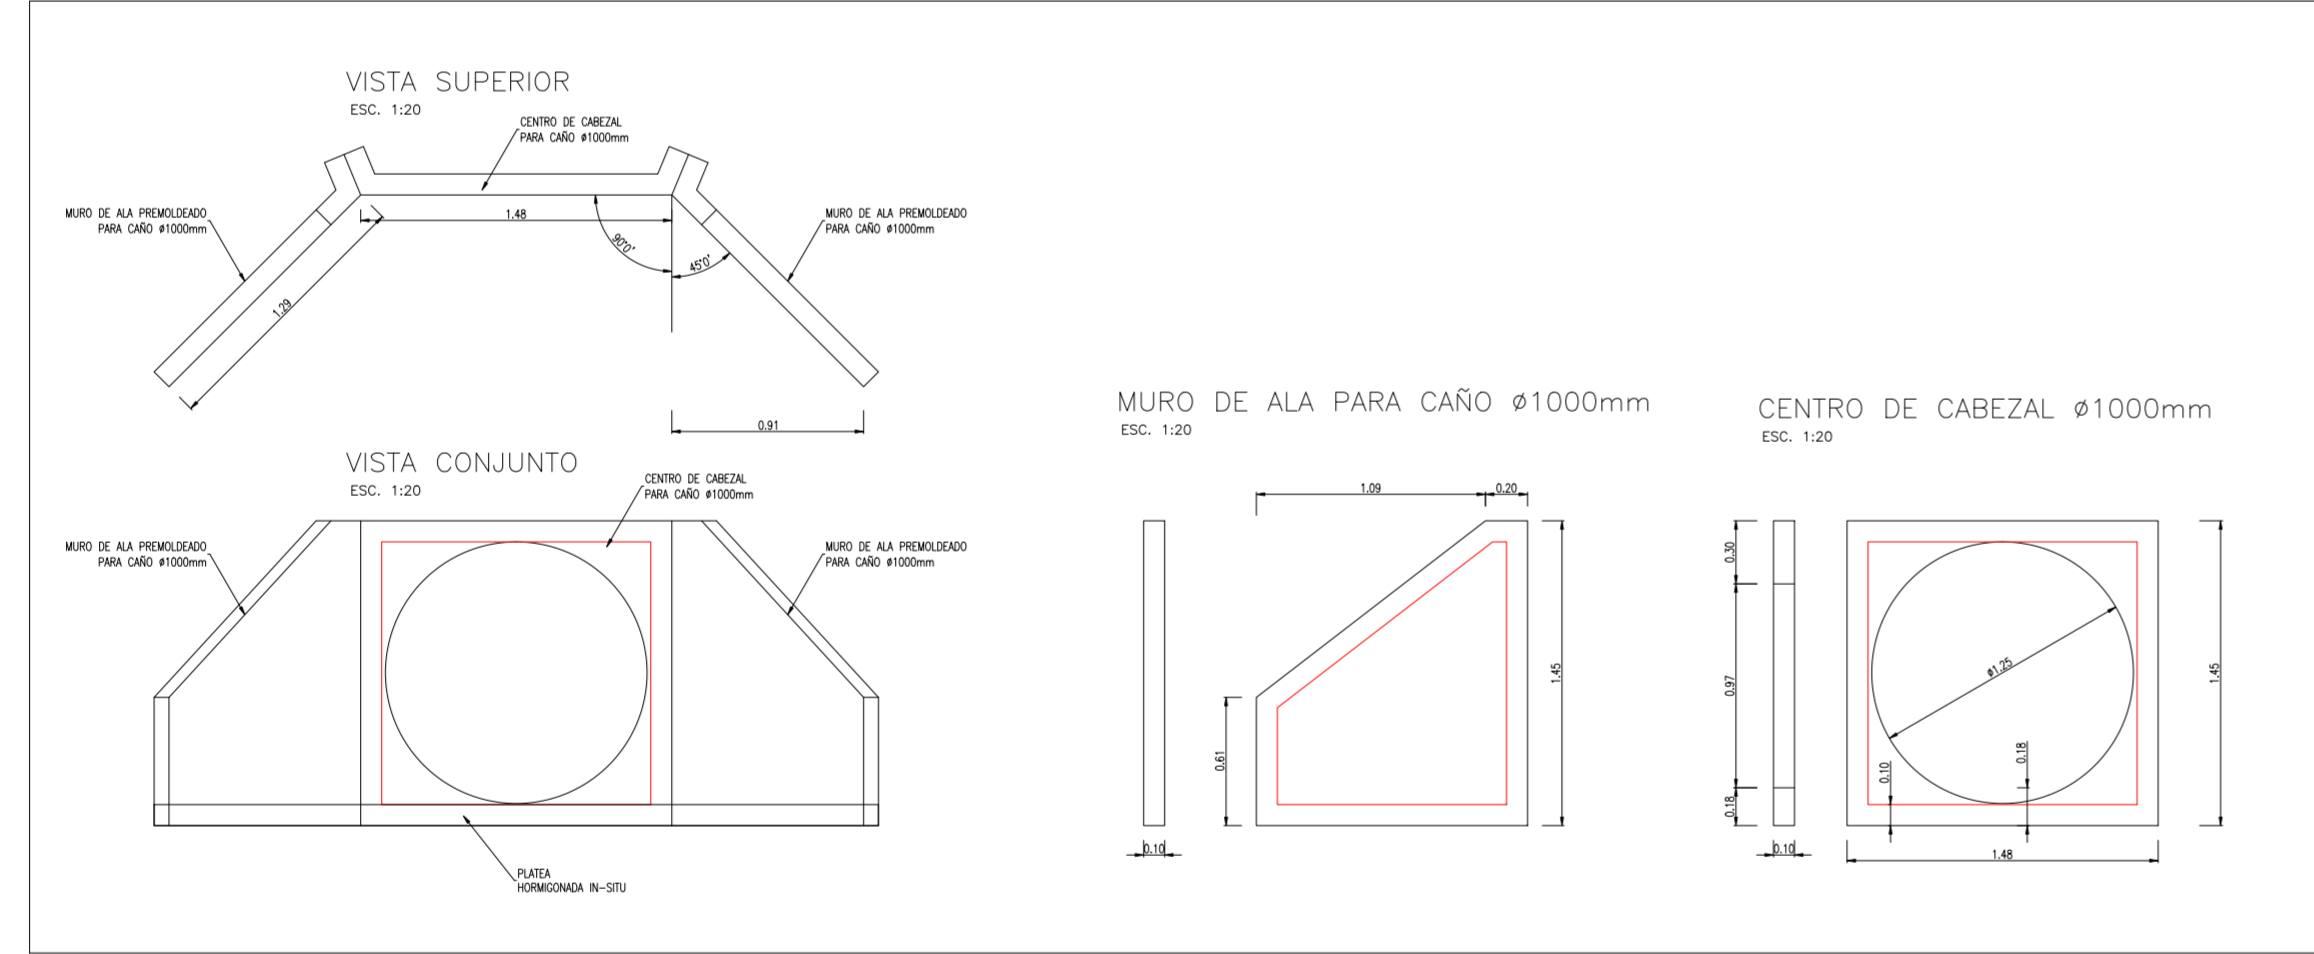 VISTA SUPERIOR
ESC. 1:20
CENTRO DE CABEZAL
PARA CAÑO ø1000mm
MURO DE ALA PREMOLDEADO
PARA CAÑO ø1000mm
MURO DE ALA PREMOLDEADO
PARA CAÑO ø1000mm
1.48
90°0'
45°0'
1.29
0.91
VISTA CONJUNTO
ESC. 1:20
CENTRO DE CABEZAL
PARA CAÑO ø1000mm
MURO DE ALA PREMOLDEADO
PARA CAÑO ø1000mm
MURO DE ALA PREMOLDEADO
PARA CAÑO ø1000mm
PLATEA
HORMIGONADA IN-SITU
MURO DE ALA PARA CAÑO ø1000mm
ESC. 1:20
1.09
0.20
1.45
0.61
0.10
CENTRO DE CABEZAL ø1000mm
ESC. 1:20
0.30
0.97
0.18
0.10
ø1.25
0.10
0.18
1.45
1.48